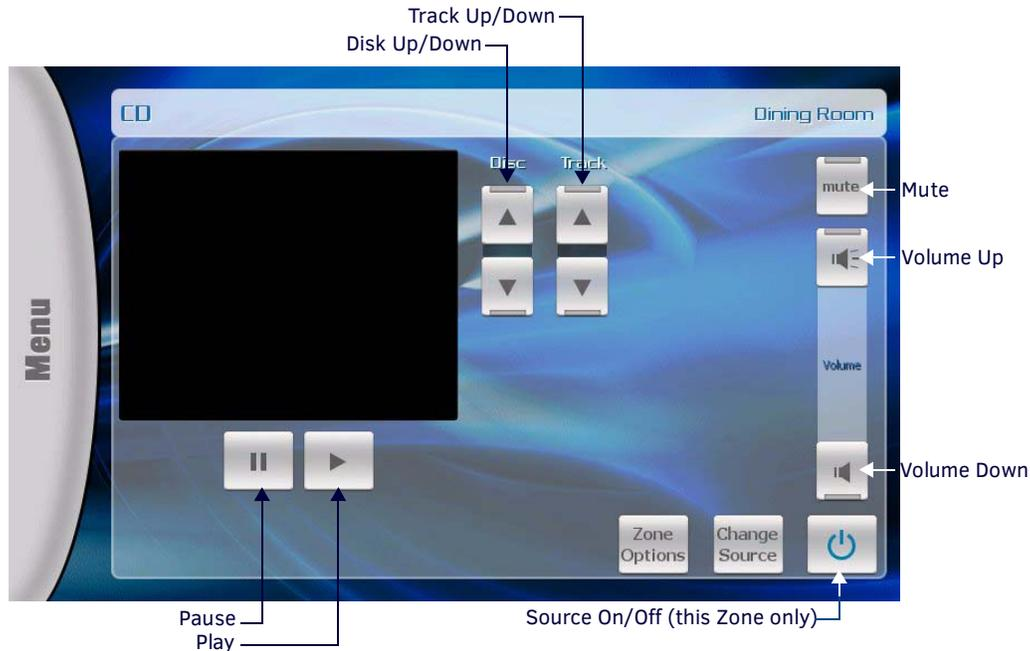 Track Up/Down
Disk Up/Down
CD
Dining Room
Disc
Track
mute
Mute
Volume Up
Menu
Volume
Volume Down
Zone
Options
Change
Source
Pause
Source On/Off (this Zone only)
Play